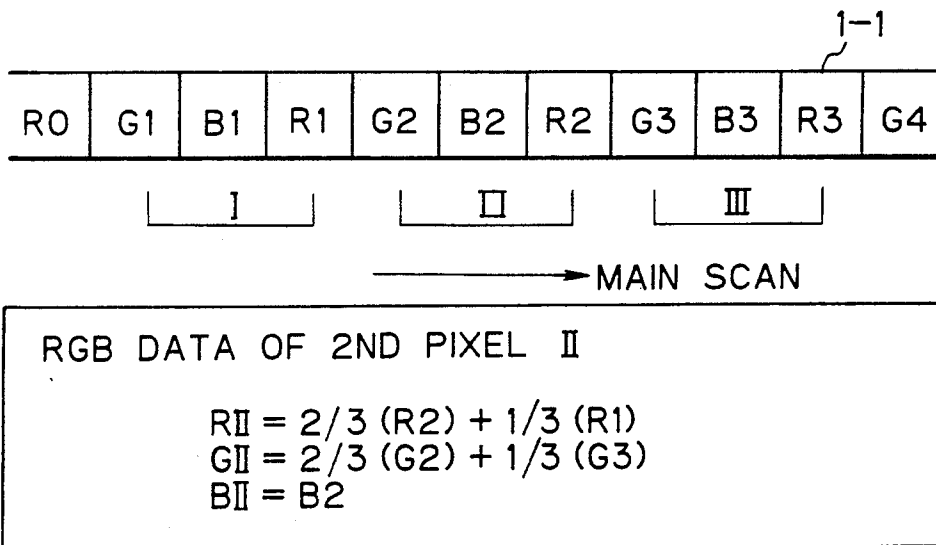 1-1
R0 G1 B1 R1 G2 B2 R2 G3 B3 R3 G4
I II III
MAIN SCAN
RGB DATA OF 2ND PIXEL II
RII = 2/3 (R2) + 1/3 (R1)
GII = 2/3 (G2) + 1/3 (G3)
BII = B2